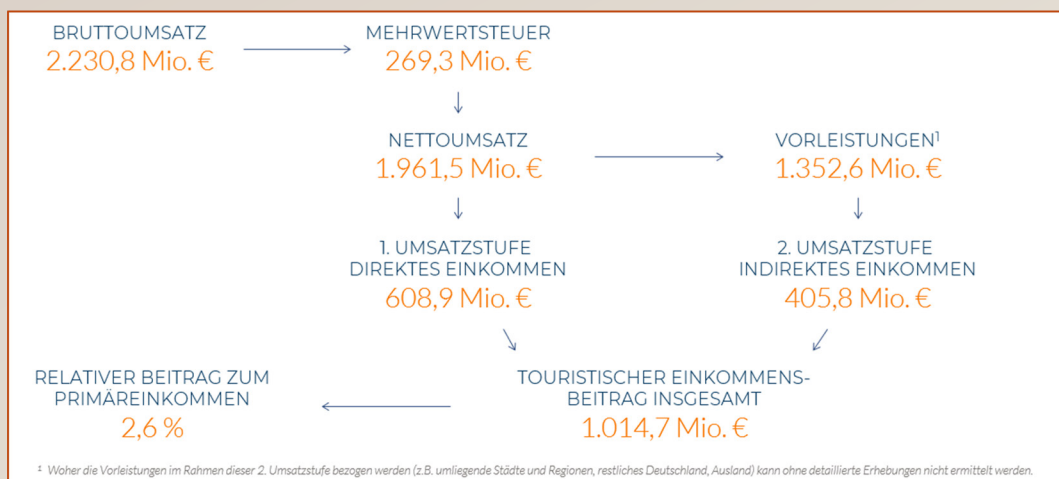 BRUTTOUMSATZ
2.230,8 Mio. €
MEHRWERTSTEUER
269,3 Mio. €
NETTOUMSATZ
1.961,5 Mio. €
VORLEISTUNGEN¹
1.352,6 Mio. €
1. UMSATZSTUFE
DIREKTES EINKOMMEN
608,9 Mio. €
2. UMSATZSTUFE
INDIREKTES EINKOMMEN
405,8 Mio. €
RELATIVER BEITRAG ZUM
PRIMÄREINKOMMEN
2,6 %
TOURISTISCHER EINKOMMENS-
BEITRAG INSGESAMT
1.014,7 Mio. €
¹ Woher die Vorleistungen im Rahmen dieser 2. Umsatzstufe bezogen werden (z.B. umliegende Städte und Regionen, restliches Deutschland, Ausland) kann ohne detaillierte Erhebungen nicht ermittelt werden.